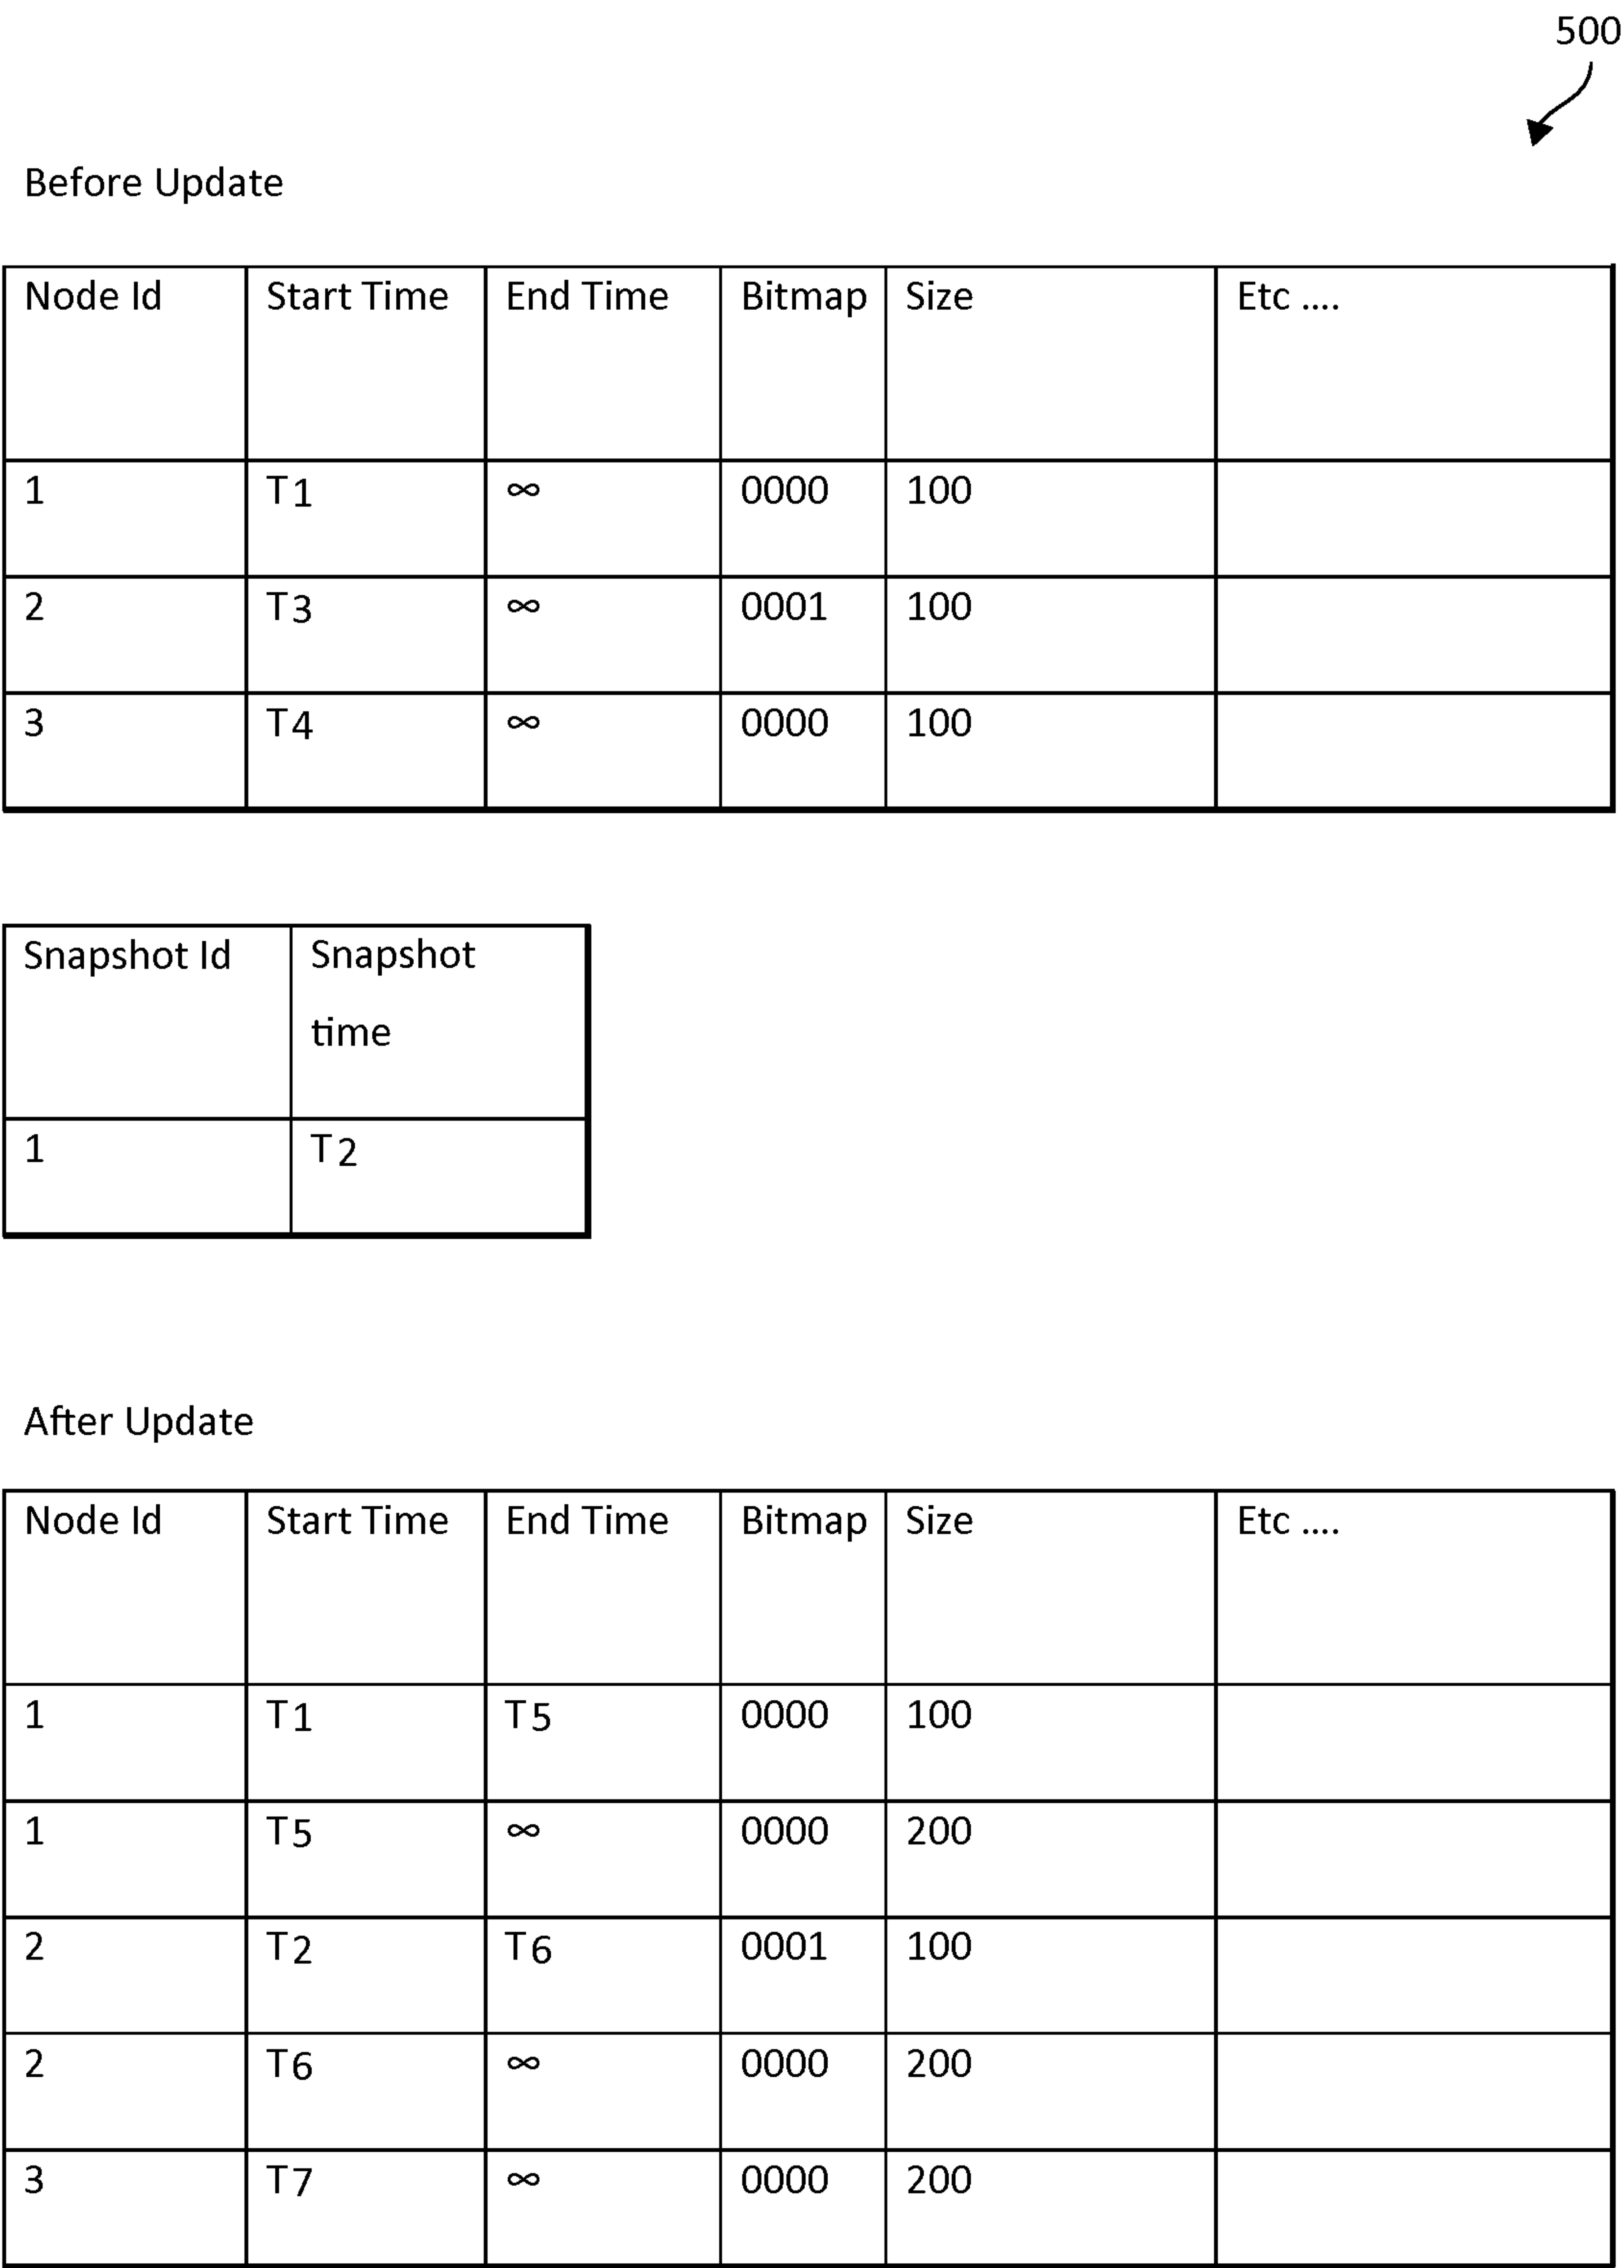 500
Before Update
Node Id Start Time End Time Bitmap Size Etc ....
1 T1 ∞ 0000 100
2 T3 ∞ 0001 100
3 T4 ∞ 0000 100
Snapshot Id Snapshot
time
1 T2
After Update
Node Id Start Time End Time Bitmap Size Etc ....
1 T1 T5 0000 100
1 T5 ∞ 0000 200
2 T2 T6 0001 100
2 T6 ∞ 0000 200
3 T7 ∞ 0000 200